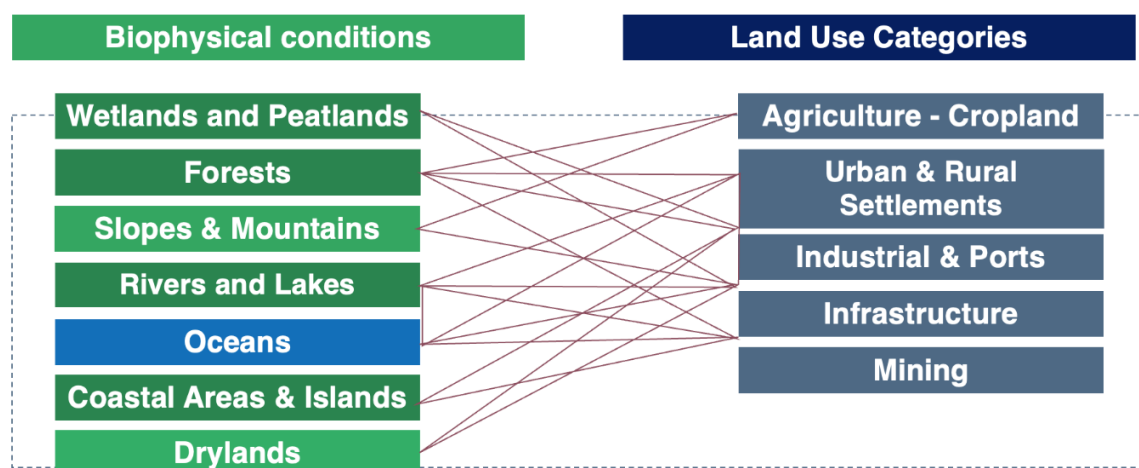 Biophysical conditions
Land Use Categories
Wetlands and Peatlands
Forests
Slopes & Mountains
Rivers and Lakes
Oceans
Coastal Areas & Islands
Drylands
Agriculture - Cropland
Urban & Rural
Settlements
Industrial & Ports
Infrastructure
Mining